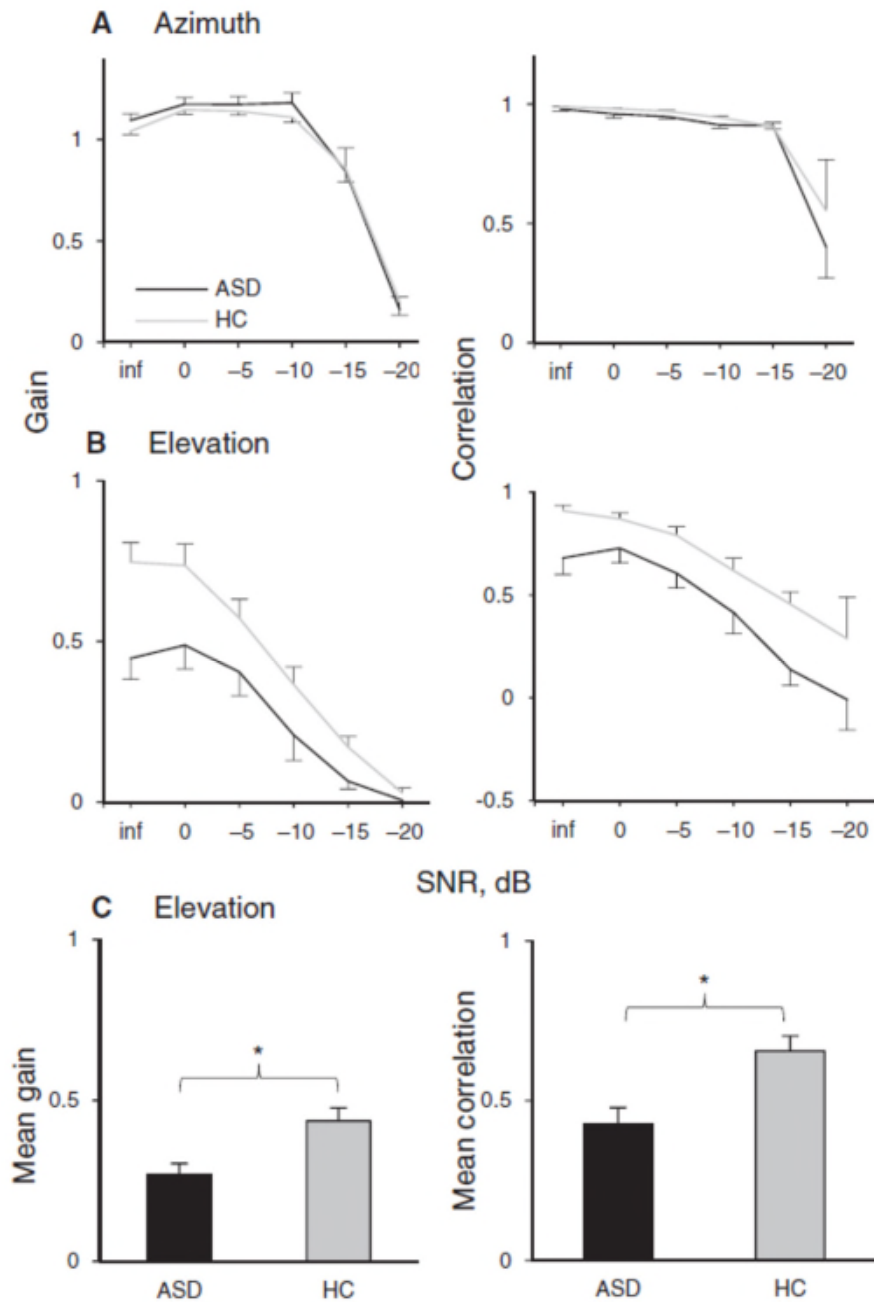 A Azimuth
1
0.5
0
ASD
HC
inf 0 –5 –10 –15 –20
Gain
1
0.5
0
inf 0 –5 –10 –15 –20
Correlation
B Elevation
1
0.5
0
inf 0 –5 –10 –15 –20
1
0.5
0
-0.5
inf 0 –5 –10 –15 –20
SNR, dB
C Elevation
1
0.5
0
Mean gain
*
ASD HC
1
0.5
0
Mean correlation
*
ASD HC